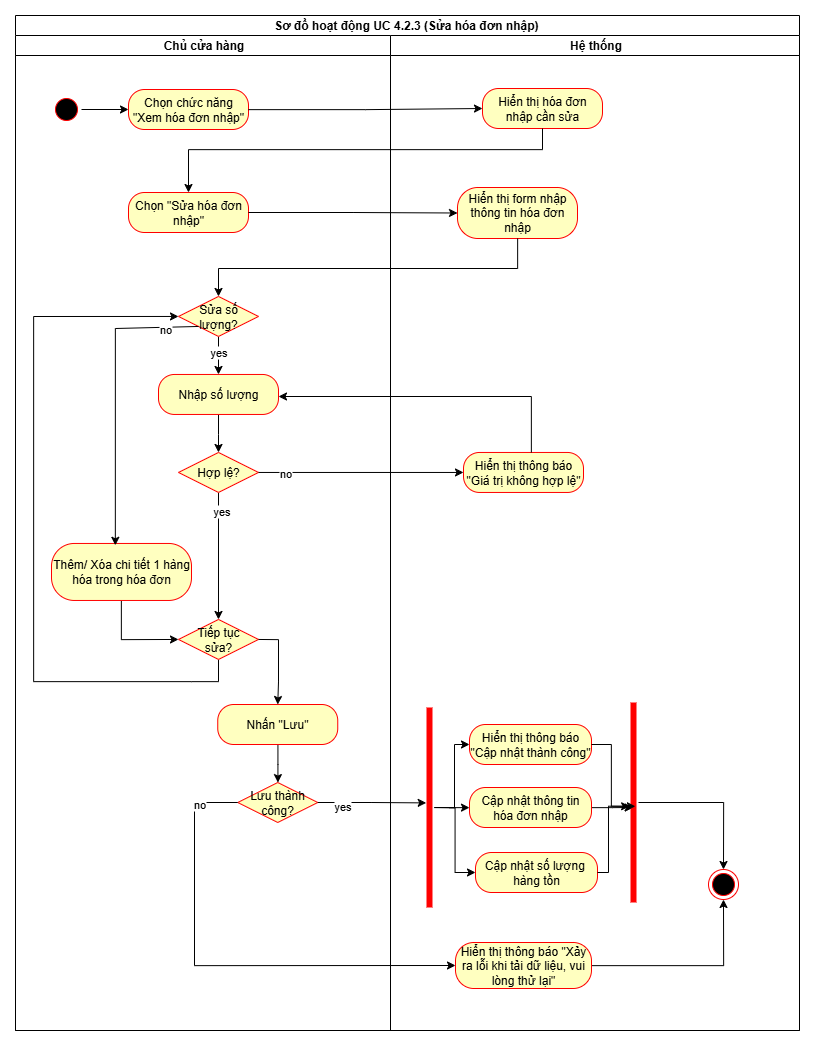 Sơ đồ hoạt động UC 4.2.3 (Sửa hóa đơn nhập)
Chủ cửa hàng
Hệ thống
Chọn chức năng
"Xem hóa đơn nhập"
Hiển thị hóa đơn
nhập cần sửa
Chọn "Sửa hóa đơn
nhập"
Hiển thị form nhập
thông tin hóa đơn
nhập
Sửa số
lượng?
no
yes
Nhập số lượng
Hợp lệ?
no
Hiển thị thông báo
"Giá trị không hợp lệ"
yes
Thêm/ Xóa chi tiết 1 hàng
hóa trong hóa đơn
Tiếp tục
sửa?
Nhấn "Lưu"
Hiển thị thông báo
"Cập nhật thành công"
Lưu thành
công?
no
yes
Cập nhật thông tin
hóa đơn nhập
Cập nhật số lượng
hàng tồn
Hiển thị thông báo "Xảy
ra lỗi khi tải dữ liệu, vui
lòng thử lại"